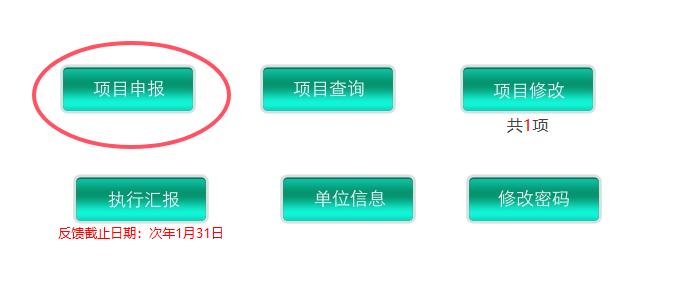 项目申报
项目查询
项目修改
共1项
执行汇报
单位信息
修改密码
反馈截止日期：次年1月31日